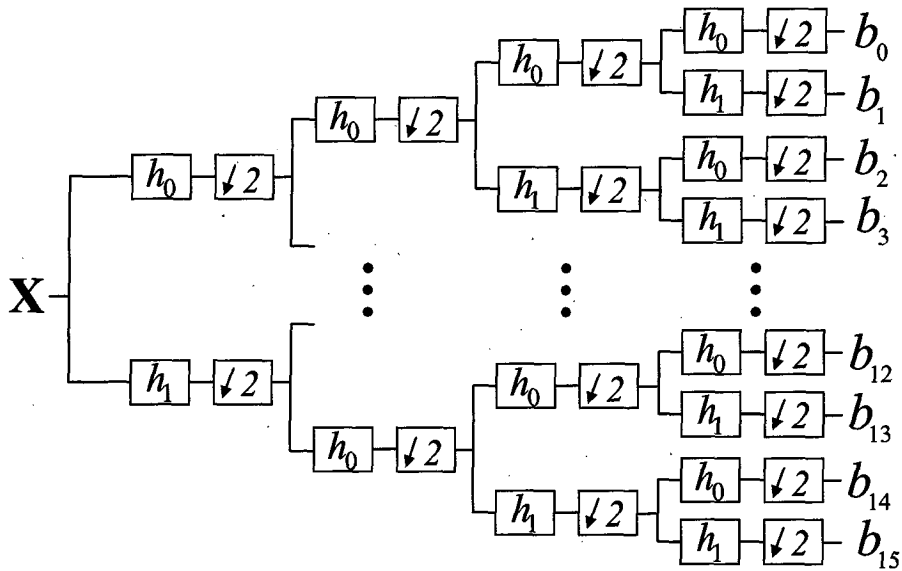 h₀ ↓2 b₀
h₀ ↓2
h₁ ↓2 b₁
h₀ ↓2
h₀ ↓2 b₂
h₀ ↓2
h₁ ↓2
h₁ ↓2 b₃
X
h₀ ↓2 b₁₂
h₁ ↓2
h₀ ↓2
h₁ ↓2 b₁₃
h₀ ↓2
h₀ ↓2 b₁₄
h₁ ↓2
h₁ ↓2 b₁₅